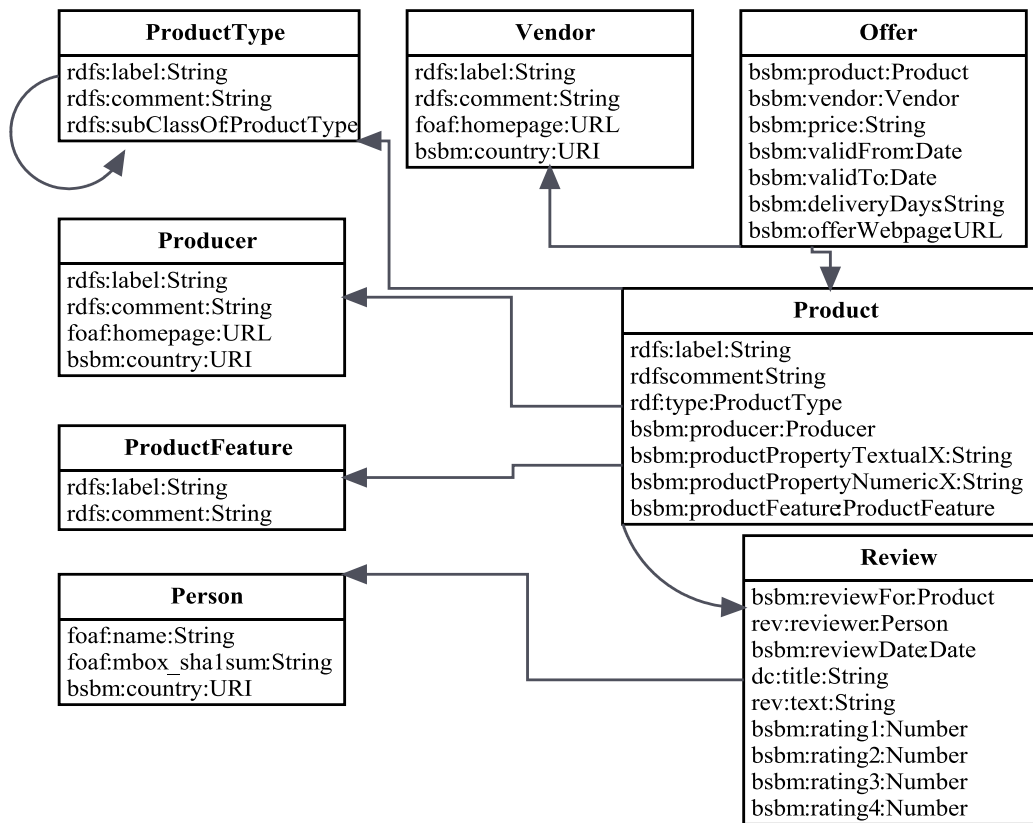 ProductType
rdfs:label:String
rdfs:comment:String
rdfs:subClassOf:ProductType
Vendor
rdfs:label:String
rdfs:comment:String
foaf:homepage:URL
bsbm:country:URI
Offer
bsbm:product:Product
bsbm:vendor:Vendor
bsbm:price:String
bsbm:validFrom:Date
bsbm:validTo:Date
bsbm:deliveryDays:String
bsbm:offerWebpage:URL
Producer
rdfs:label:String
rdfs:comment:String
foaf:homepage:URL
bsbm:country:URI
Product
rdfs:label:String
rdfscomment:String
rdf:type:ProductType
bsbm:producer:Producer
bsbm:productPropertyTextualX:String
bsbm:productPropertyNumericX:String
bsbm:productFeature:ProductFeature
ProductFeature
rdfs:label:String
rdfs:comment:String
Person
foaf:name:String
foaf:mbox_sha1sum:String
bsbm:country:URI
Review
bsbm:reviewFor:Product
rev:reviewer:Person
bsbm:reviewDate:Date
dc:title:String
rev:text:String
bsbm:rating1:Number
bsbm:rating2:Number
bsbm:rating3:Number
bsbm:rating4:Number